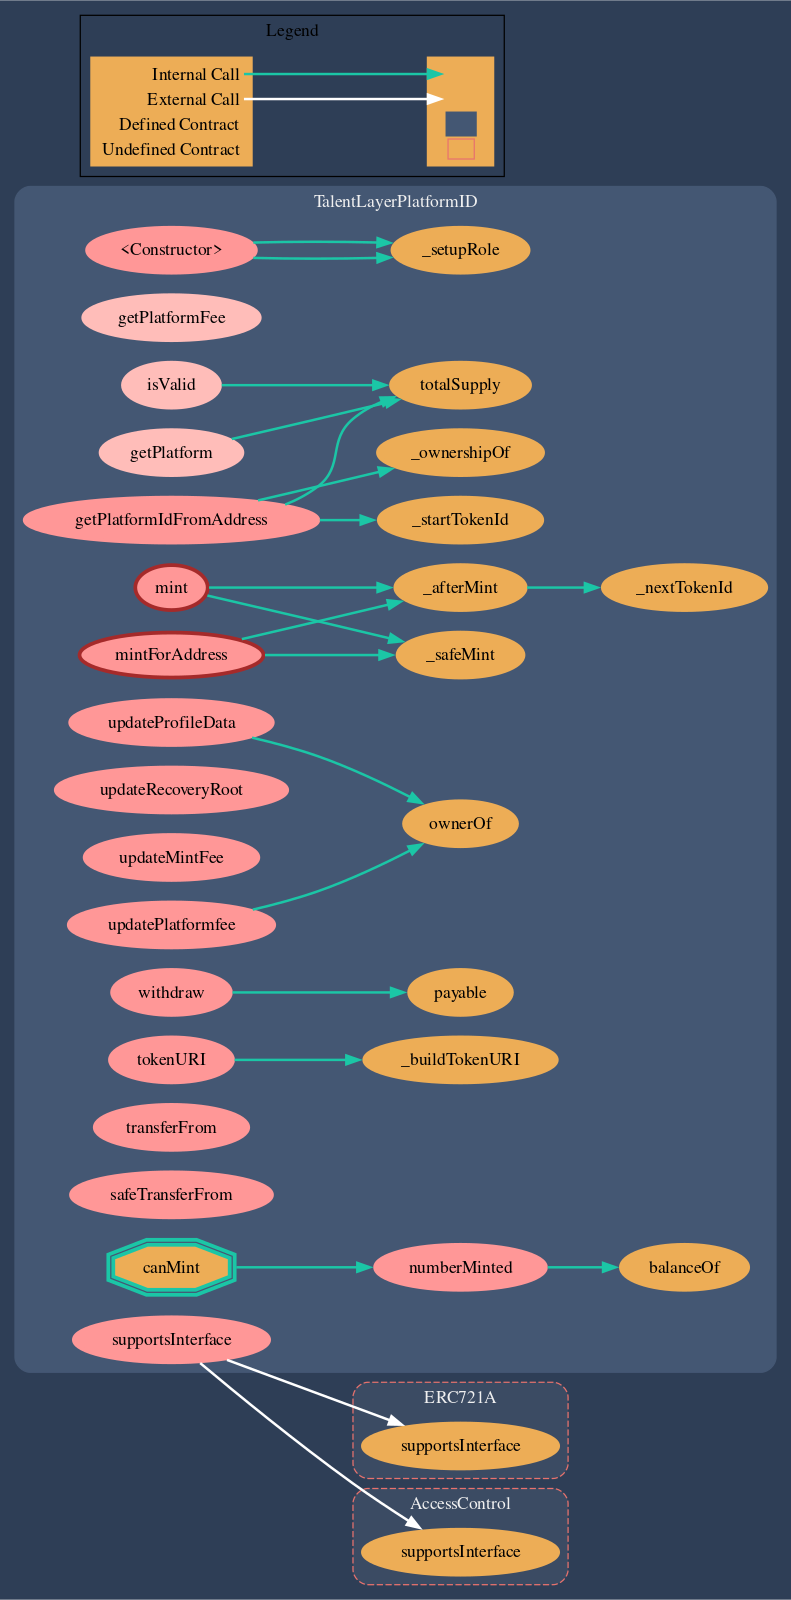 Legend
Internal Call
External Call
Defined Contract
Undefined Contract
TalentLayerPlatformID
<Constructor>
_setupRole
getPlatformFee
isValid
totalSupply
getPlatform
_ownershipOf
getPlatformIdFromAddress
_startTokenId
mint
_afterMint
_nextTokenId
mintForAddress
_safeMint
updateProfileData
updateRecoveryRoot
ownerOf
updateMintFee
updatePlatformfee
withdraw
payable
tokenURI
_buildTokenURI
transferFrom
safeTransferFrom
canMint
numberMinted
balanceOf
supportsInterface
ERC721A
supportsInterface
AccessControl
supportsInterface